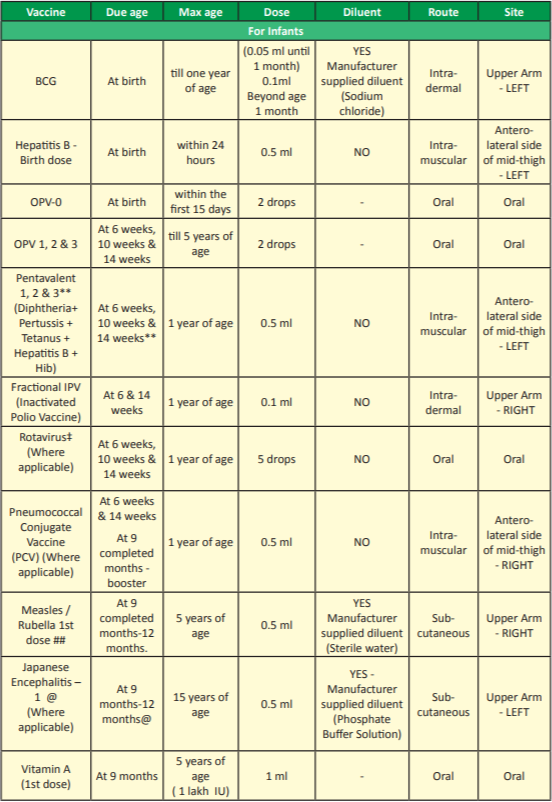 Vaccine Due age Max age Dose Diluent Route Site
For Infants
BCG
At birth
till one year
of age
(0.05 ml until
1 month)
0.1ml
Beyond age
1 month
YES
Manufacturer
supplied diluent
(Sodium
chloride)
Intra-
dermal
Upper Arm
- LEFT
Hepatitis B -
Birth dose
At birth
within 24
hours
0.5 ml
NO
Intra-
muscular
Antero-
lateral side
of mid-thigh
- LEFT
OPV-0
At birth
within the
first 15 days
2 drops
-
Oral
Oral
OPV 1, 2 & 3
At 6 weeks,
10 weeks &
14 weeks
till 5 years of
age
2 drops
-
Oral
Oral
Pentavalent
1, 2 & 3**
(Diphtheria+
Pertussis +
Tetanus +
Hepatitis B +
Hib)
At 6 weeks,
10 weeks &
14 weeks**
1 year of age
0.5 ml
NO
Intra-
muscular
Antero-
lateral side
of mid-thigh
- LEFT
Fractional IPV
(Inactivated
Polio Vaccine)
At 6 & 14
weeks
1 year of age
0.1 ml
NO
Intra-
dermal
Upper Arm
- RIGHT
Rotavirus‡
(Where
applicable)
At 6 weeks,
10 weeks &
14 weeks
1 year of age
5 drops
NO
Oral
Oral
Pneumococcal
Conjugate
Vaccine
(PCV) (Where
applicable)
At 6 weeks
& 14 weeks
At 9
completed
months -
booster
1 year of age
0.5 ml
NO
Intra-
muscular
Antero-
lateral side
of mid-thigh
- RIGHT
Measles /
Rubella 1st
dose ##
At 9
completed
months-12
months.
5 years of
age
0.5 ml
YES
Manufacturer
supplied diluent
(Sterile water)
Sub-
cutaneous
Upper Arm
- RIGHT
Japanese
Encephalitis –
1 @
(Where
applicable)
At 9
months-12
months@
15 years of
age
0.5 ml
YES -
Manufacturer
supplied diluent
(Phosphate
Buffer Solution)
Sub-
cutaneous
Upper Arm
- LEFT
Vitamin A
(1st dose)
At 9 months
5 years of
age
( 1 lakh IU)
1 ml
-
Oral
Oral